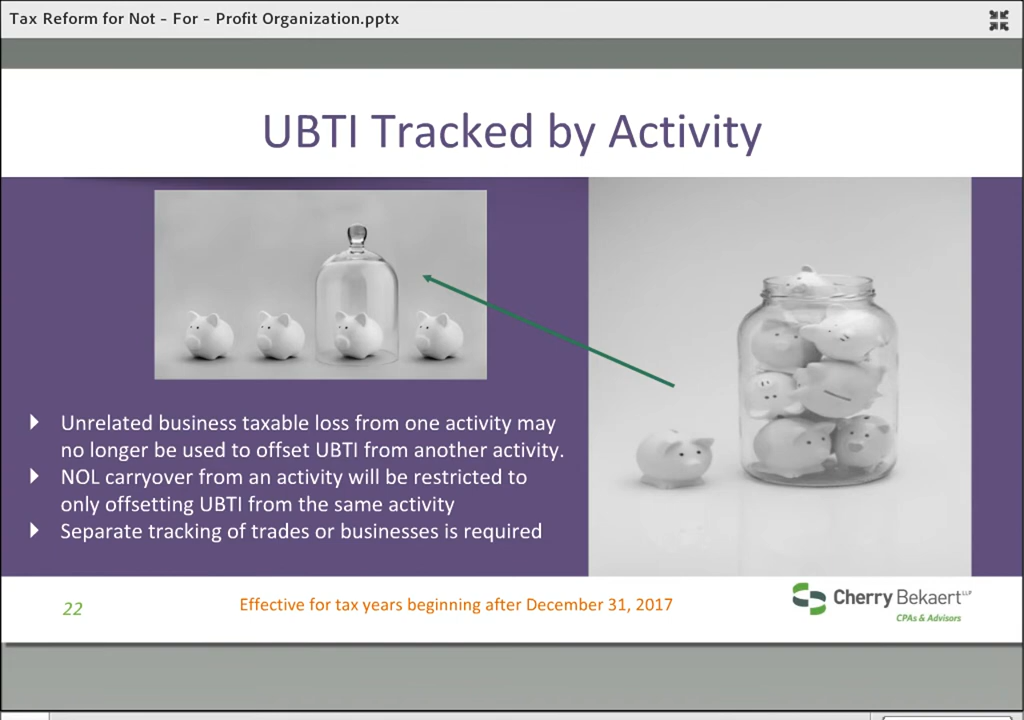 Tax Reform for Not - For - Profit Organization.pptx
UBTI Tracked by Activity
Unrelated business taxable loss from one activity may
no longer be used to offset UBTI from another activity.
NOL carryover from an activity will be restricted to
only offsetting UBTI from the same activity
Separate tracking of trades or businesses is required
22
Effective for tax years beginning after December 31, 2017
Cherry Bekaert LLP
CPAs & Advisors